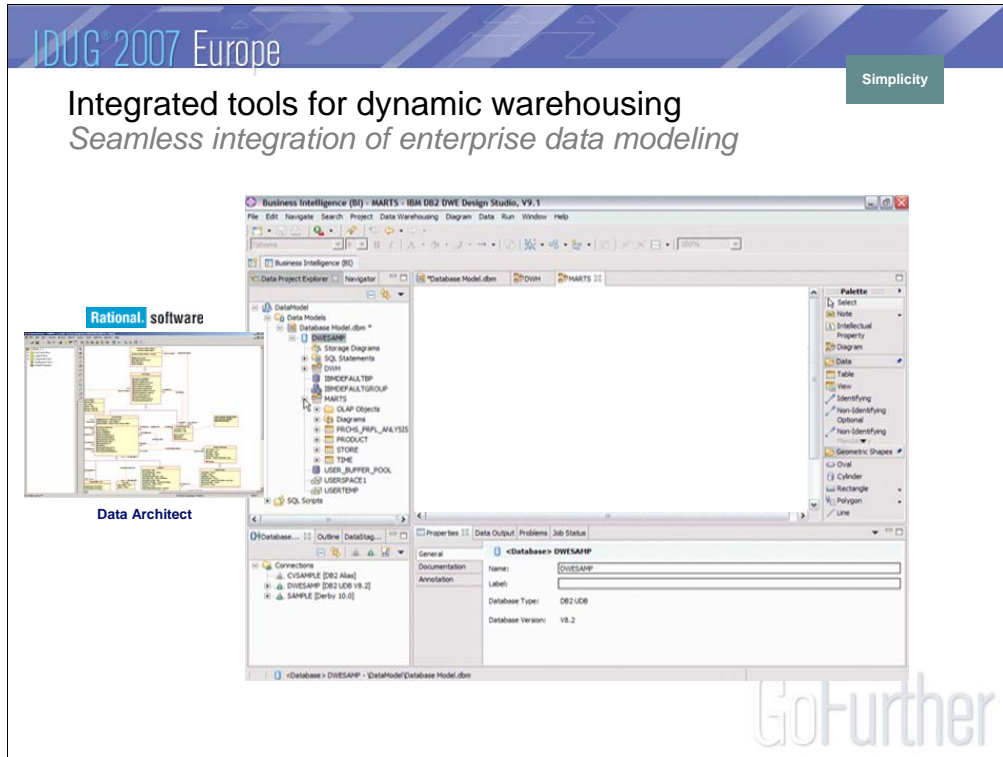 IDUG® 2007 Europe
Simplicity
Integrated tools for dynamic warehousing
Seamless integration of enterprise data modeling
Business Intelligence (BI) - MARTS - IBM DB2 DWE Design Studio, V9.1
File Edit Navigate Search Project Data Warehousing Diagram Data Run Window Help
Tahoma 100%
Business Intelligence (BI)
Data Project Explorer Navigator
*Database Model.dbm DWH MARTS
DataModel
Data Models
Database Model.dbm *
DWESAMP
Storage Diagrams
SQL Statements
DWH
IBMDEFAULTBP
IBMDEFAULTGROUP
MARTS
OLAP Objects
Diagrams
PRCHS_PRFL_ANLYSIS
PRODUCT
STORE
TIME
USER_BUFFER_POOL
USERSPACE1
USERTEMP
SQL Scripts
Palette
Select
Note
Intellectual
Property
Diagram
Data
Table
View
Identifying
Non-Identifying
Optional
Non-Identifying
Geometric Shapes
Oval
Cylinder
Rectangle
Polygon
Line
Rational. software
Data Architect
Database... Outline DataStag...
Connections
CVSAMPLE [DB2 Alias]
DWESAMP [DB2 UDB V8.2]
SAMPLE [Derby 10.0]
Properties Data Output Problems Job Status
General
Documentation
Annotation
<Database> DWESAMP
Name: DWESAMP
Label:
Database Type: DB2 UDB
Database Version: V8.2
<Database> DWESAMP - \DataModel\Database Model.dbm
GoFurther